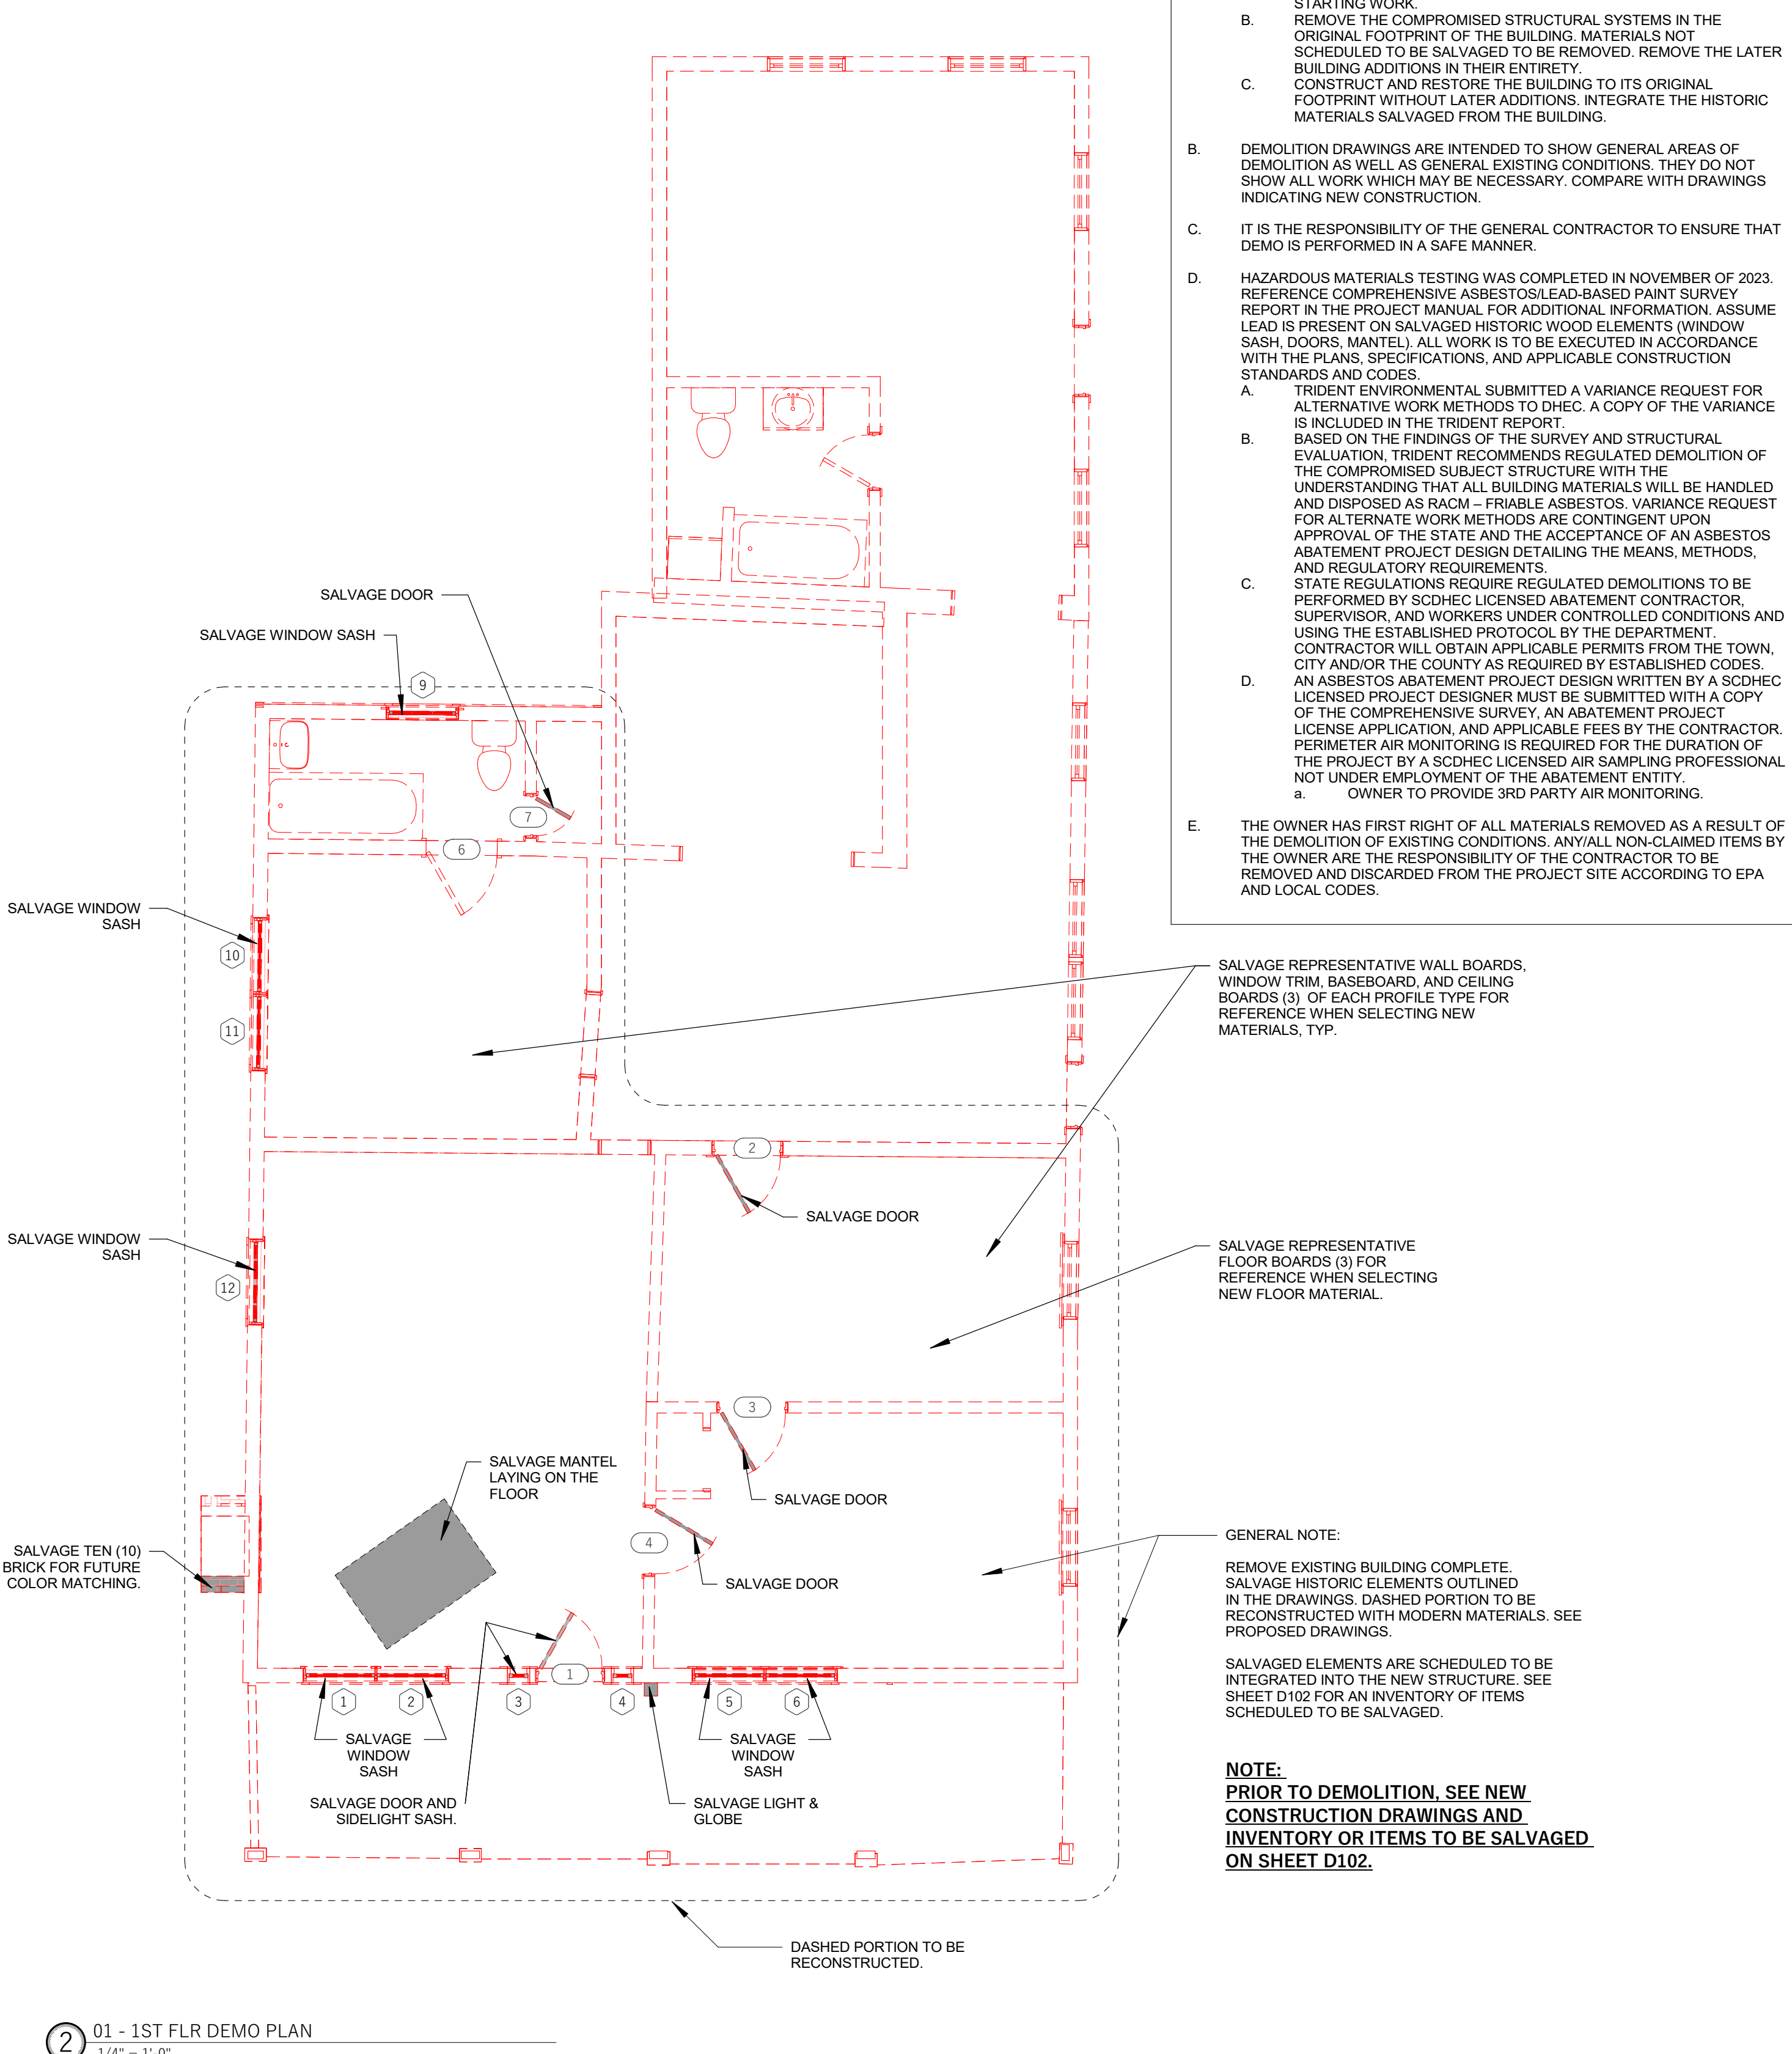 STARTING WORK.
B. REMOVE THE COMPROMISED STRUCTURAL SYSTEMS IN THE
ORIGINAL FOOTPRINT OF THE BUILDING. MATERIALS NOT
SCHEDULED TO BE SALVAGED TO BE REMOVED. REMOVE THE LATER
BUILDING ADDITIONS IN THEIR ENTIRETY.
C. CONSTRUCT AND RESTORE THE BUILDING TO ITS ORIGINAL
FOOTPRINT WITHOUT LATER ADDITIONS. INTEGRATE THE HISTORIC
MATERIALS SALVAGED FROM THE BUILDING.
B. DEMOLITION DRAWINGS ARE INTENDED TO SHOW GENERAL AREAS OF
DEMOLITION AS WELL AS GENERAL EXISTING CONDITIONS. THEY DO NOT
SHOW ALL WORK WHICH MAY BE NECESSARY. COMPARE WITH DRAWINGS
INDICATING NEW CONSTRUCTION.
C. IT IS THE RESPONSIBILITY OF THE GENERAL CONTRACTOR TO ENSURE THAT
DEMO IS PERFORMED IN A SAFE MANNER.
D. HAZARDOUS MATERIALS TESTING WAS COMPLETED IN NOVEMBER OF 2023.
REFERENCE COMPREHENSIVE ASBESTOS/LEAD-BASED PAINT SURVEY
REPORT IN THE PROJECT MANUAL FOR ADDITIONAL INFORMATION. ASSUME
LEAD IS PRESENT ON SALVAGED HISTORIC WOOD ELEMENTS (WINDOW
SASH, DOORS, MANTEL). ALL WORK IS TO BE EXECUTED IN ACCORDANCE
WITH THE PLANS, SPECIFICATIONS, AND APPLICABLE CONSTRUCTION
STANDARDS AND CODES.
A. TRIDENT ENVIRONMENTAL SUBMITTED A VARIANCE REQUEST FOR
ALTERNATIVE WORK METHODS TO DHEC. A COPY OF THE VARIANCE
IS INCLUDED IN THE TRIDENT REPORT.
B. BASED ON THE FINDINGS OF THE SURVEY AND STRUCTURAL
EVALUATION, TRIDENT RECOMMENDS REGULATED DEMOLITION OF
THE COMPROMISED SUBJECT STRUCTURE WITH THE
UNDERSTANDING THAT ALL BUILDING MATERIALS WILL BE HANDLED
AND DISPOSED AS RACM – FRIABLE ASBESTOS. VARIANCE REQUEST
FOR ALTERNATE WORK METHODS ARE CONTINGENT UPON
APPROVAL OF THE STATE AND THE ACCEPTANCE OF AN ASBESTOS
ABATEMENT PROJECT DESIGN DETAILING THE MEANS, METHODS,
AND REGULATORY REQUIREMENTS.
C. STATE REGULATIONS REQUIRE REGULATED DEMOLITIONS TO BE
PERFORMED BY SCDHEC LICENSED ABATEMENT CONTRACTOR,
SUPERVISOR, AND WORKERS UNDER CONTROLLED CONDITIONS AND
USING THE ESTABLISHED PROTOCOL BY THE DEPARTMENT.
CONTRACTOR WILL OBTAIN APPLICABLE PERMITS FROM THE TOWN,
CITY AND/OR THE COUNTY AS REQUIRED BY ESTABLISHED CODES.
D. AN ASBESTOS ABATEMENT PROJECT DESIGN WRITTEN BY A SCDHEC
LICENSED PROJECT DESIGNER MUST BE SUBMITTED WITH A COPY
OF THE COMPREHENSIVE SURVEY, AN ABATEMENT PROJECT
LICENSE APPLICATION, AND APPLICABLE FEES BY THE CONTRACTOR.
PERIMETER AIR MONITORING IS REQUIRED FOR THE DURATION OF
THE PROJECT BY A SCDHEC LICENSED AIR SAMPLING PROFESSIONAL
NOT UNDER EMPLOYMENT OF THE ABATEMENT ENTITY.
a. OWNER TO PROVIDE 3RD PARTY AIR MONITORING.
E. THE OWNER HAS FIRST RIGHT OF ALL MATERIALS REMOVED AS A RESULT OF
THE DEMOLITION OF EXISTING CONDITIONS. ANY/ALL NON-CLAIMED ITEMS BY
THE OWNER ARE THE RESPONSIBILITY OF THE CONTRACTOR TO BE
REMOVED AND DISCARDED FROM THE PROJECT SITE ACCORDING TO EPA
AND LOCAL CODES.
SALVAGE DOOR
SALVAGE WINDOW SASH
9
7
6
SALVAGE WINDOW
SASH
10
11
SALVAGE REPRESENTATIVE WALL BOARDS,
WINDOW TRIM, BASEBOARD, AND CEILING
BOARDS (3) OF EACH PROFILE TYPE FOR
REFERENCE WHEN SELECTING NEW
MATERIALS, TYP.
2
SALVAGE DOOR
SALVAGE WINDOW
SASH
12
SALVAGE REPRESENTATIVE
FLOOR BOARDS (3) FOR
REFERENCE WHEN SELECTING
NEW FLOOR MATERIAL.
3
SALVAGE DOOR
SALVAGE MANTEL
LAYING ON THE
FLOOR
4
SALVAGE DOOR
SALVAGE TEN (10)
BRICK FOR FUTURE
COLOR MATCHING.
GENERAL NOTE:
REMOVE EXISTING BUILDING COMPLETE.
SALVAGE HISTORIC ELEMENTS OUTLINED
IN THE DRAWINGS. DASHED PORTION TO BE
RECONSTRUCTED WITH MODERN MATERIALS. SEE
PROPOSED DRAWINGS.
SALVAGED ELEMENTS ARE SCHEDULED TO BE
INTEGRATED INTO THE NEW STRUCTURE. SEE
SHEET D102 FOR AN INVENTORY OF ITEMS
SCHEDULED TO BE SALVAGED.
1
1
2
3
4
5
6
SALVAGE
WINDOW
SASH
SALVAGE
WINDOW
SASH
SALVAGE DOOR AND
SIDELIGHT SASH.
SALVAGE LIGHT &
GLOBE
NOTE:
PRIOR TO DEMOLITION, SEE NEW
CONSTRUCTION DRAWINGS AND
INVENTORY OR ITEMS TO BE SALVAGED
ON SHEET D102.
DASHED PORTION TO BE
RECONSTRUCTED.
2
01 - 1ST FLR DEMO PLAN
1/4" = 1'-0"